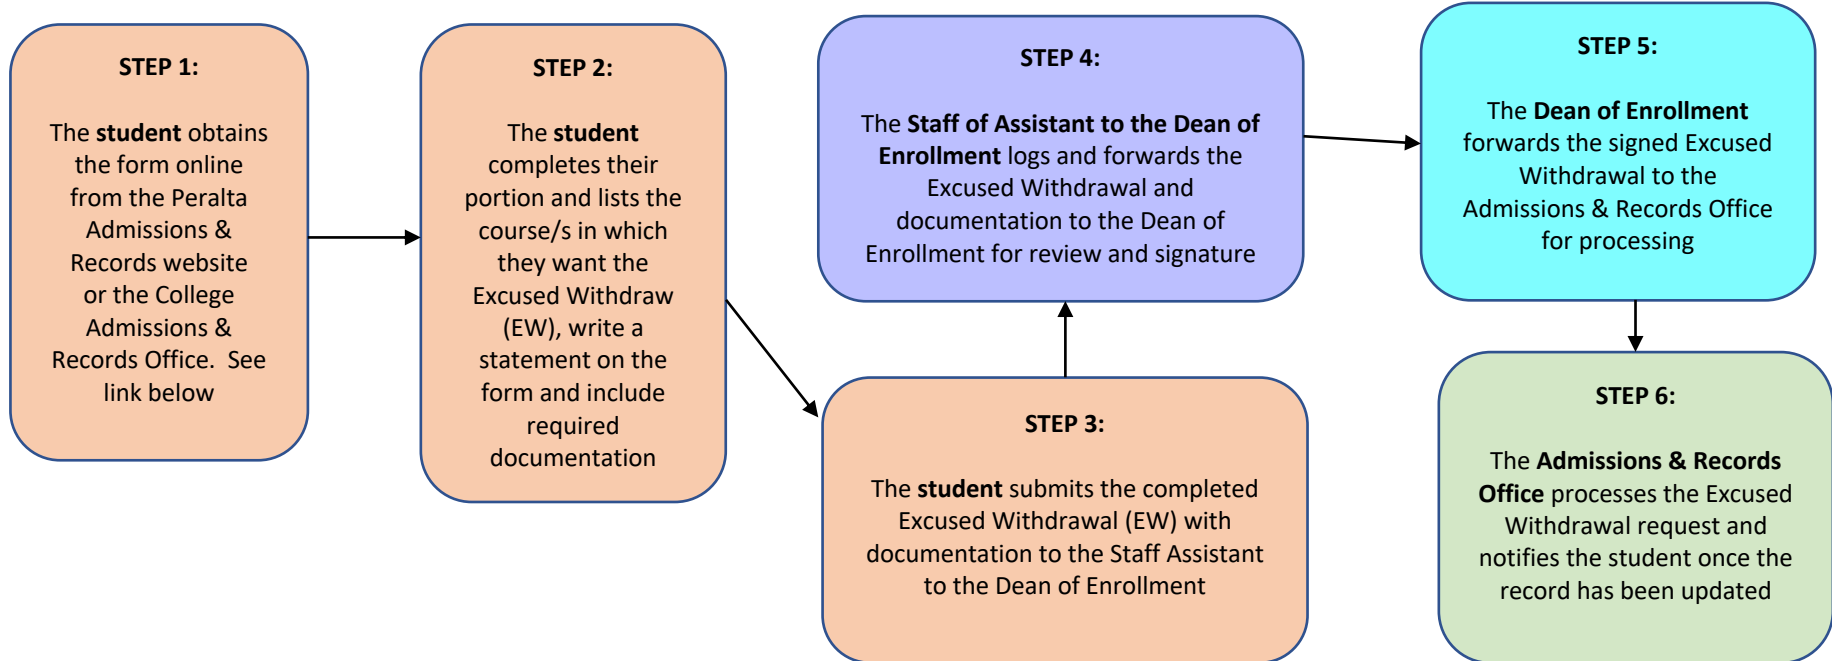 STEP 1:
The student obtains
the form online
from the Peralta
Admissions &
Records website
or the College
Admissions &
Records Office.  See
link below
STEP 2:
The student
completes their
portion and lists the
course/s in which
they want the
Excused Withdraw
(EW), write a
statement on the
form and include
required
documentation
STEP 3:
The student submits the completed
Excused Withdrawal (EW) with
documentation to the Staff Assistant
to the Dean of Enrollment
STEP 4:
The Staff of Assistant to the Dean of
Enrollment logs and forwards the
Excused Withdrawal and
documentation to the Dean of
Enrollment for review and signature
STEP 5:
The Dean of Enrollment
forwards the signed Excused
Withdrawal to the
Admissions & Records Office
for processing
STEP 6:
The Admissions & Records
Office processes the Excused
Withdrawal request and
notifies the student once the
record has been updated